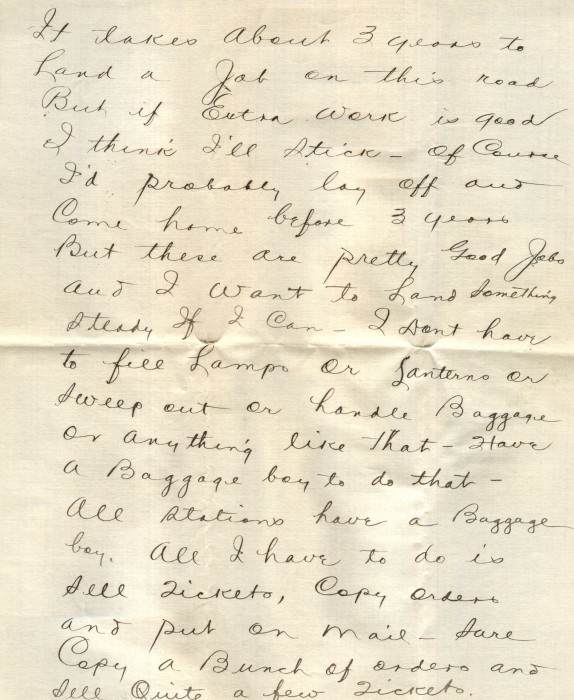 It takes about 3 years to
Land a Job on this road
But if Extra Work is good
I think I'll stick - of Course
I'd probably lay off and
Come home before 3 years
But these are pretty Good Jobs
and I want to Land something
steady If I Can - I dont have
to fill Lamps or Lanterns or
sweep out or handle Baggage
or anything like that - Have
a Baggage boy to do that -
All stations have a Baggage
boy. All I have to do is
sell Tickets, Copy orders
and put on mail - sure
Copy a Bunch of orders and
sell Quite a few Tickets.